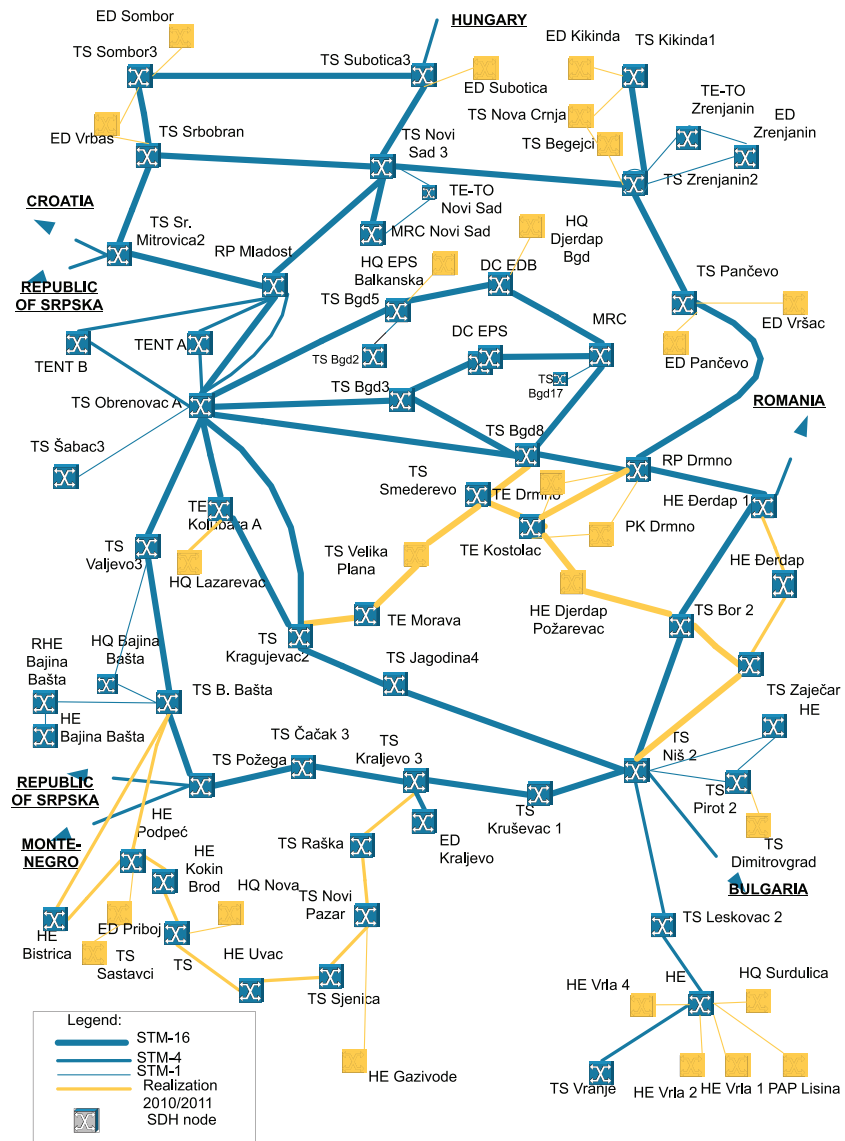 ED Sombor
HUNGARY
TS Sombor3
TS Subotica3
ED Kikinda
TS Kikinda1
ED Subotica
TS Nova Crnja
TE-TO
Zrenjanin
ED
Zrenjanin
ED Vrbas
TS Srbobran
TS Novi
Sad 3
TS Begejci
TS Zrenjanin2
CROATIA
TE-TO
Novi Sad
TS Sr.
Mitrovica2
MRC Novi Sad
HQ
Djerdap
Bgd
RP Mladost
HQ EPS
Balkanska
DC EDB
REPUBLIC
OF SRPSKA
TS Bgd5
TS Pančevo
MRC
ED Vršac
TENT B
TENT A
DC EPS
TS Bgd2
ED Pančevo
TS
Bgd17
TS Bgd3
TS Obrenovac A
ROMANIA
TS Bgd8
TS Šabac3
TS
Smederevo
RP Drmno
TE Drmno
HE Đerdap 1
TE
Kolubara A
PK Drmno
TS
Valjevo3
TS Velika
Plana
TE Kostolac
HQ Lazarevac
HE Đerdap
HE Djerdap
Požarevac
TS Bor 2
TE Morava
TS
Kragujevac2
RHE
Bajina
Bašta
HQ Bajina
Bašta
TS Jagodina4
TS B. Bašta
TS Zaječar
HE
HE
Bajina Bašta
TS Čačak 3
TS
Kraljevo 3
TS
Niš 2
TS Požega
REPUBLIC
OF SRPSKA
TS
Pirot 2
HE
Podpeć
TS
Kruševac 1
MONTE-
NEGRO
TS Raška
ED
Kraljevo
TS
Dimitrovgrad
HE
Kokin
Brod
HQ Nova
BULGARIA
TS Novi
Pazar
TS Leskovac 2
ED Priboj
HE
Bistrica
TS
Sastavci
TS
HE Uvac
TS Sjenica
HE Vrla 4
HE
HQ Surdulica
Legend:
STM-16
STM-4
STM-1
Realization
2010/2011
SDH node
HE Gazivode
TS Vranje
HE Vrla 2
HE Vrla 1
PAP Lisina